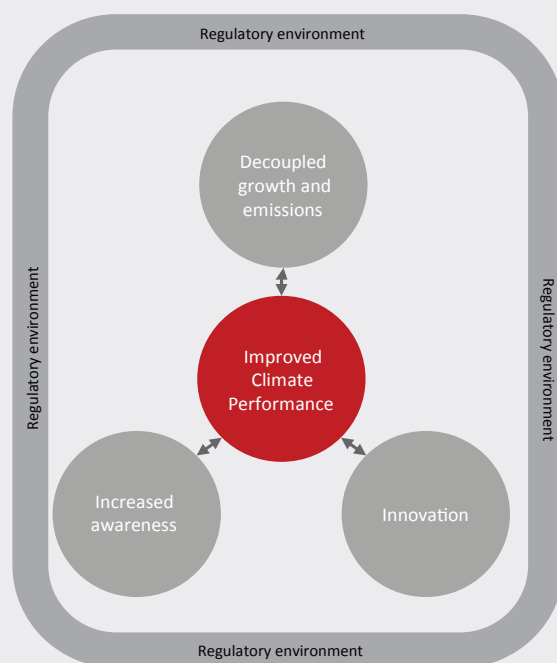 Regulatory environment
Decoupled
growth and
emissions
Regulatory environment
Regulatory environment
Improved
Climate
Performance
Increased
awareness
Innovation
Regulatory environment